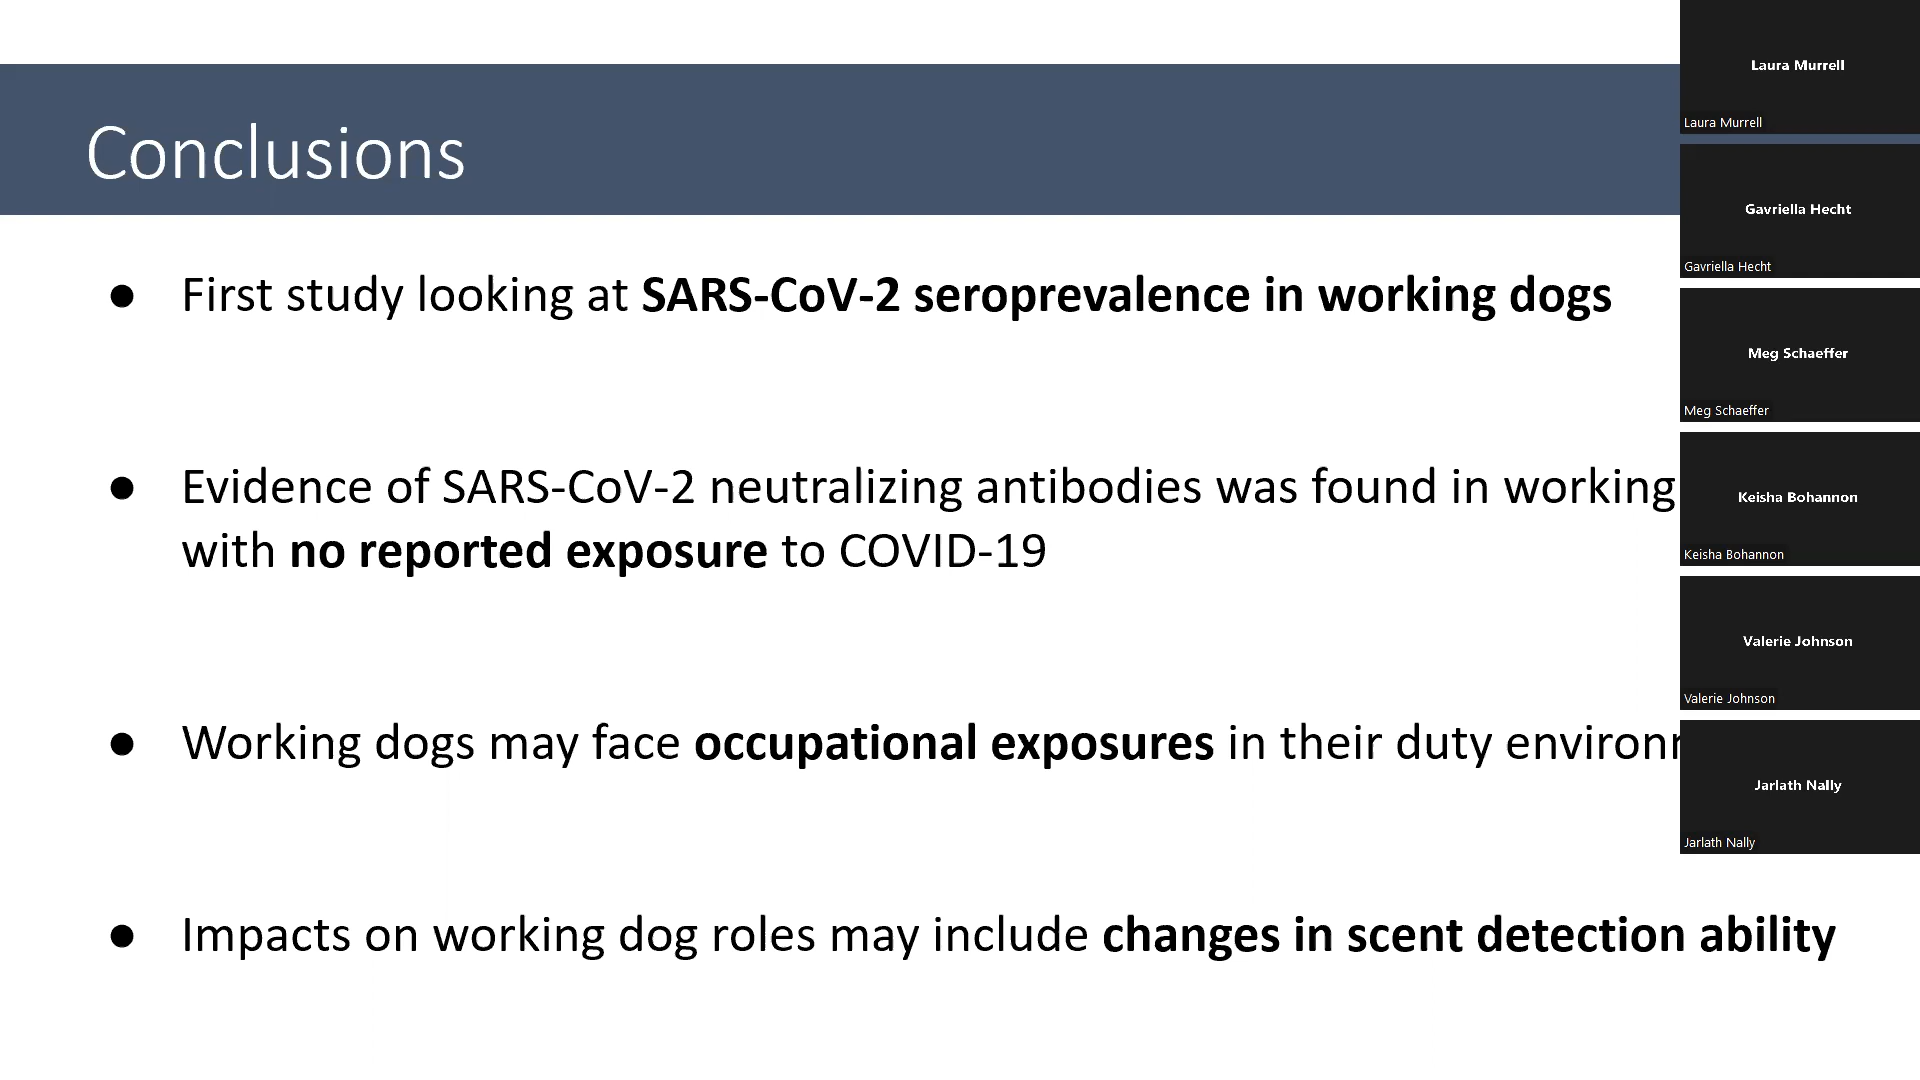 Conclusions
● First study looking at SARS-CoV-2 seroprevalence in working dogs
● Evidence of SARS-CoV-2 neutralizing antibodies was found in working
with no reported exposure to COVID-19
● Working dogs may face occupational exposures in their duty
● Impacts on working dog roles may include changes in scent detection ability
Laura Murrell
Laura Murrell
Gavriella Hecht
Gavriella Hecht
Meg Schaeffer
Meg Schaeffer
Keisha Bohannon
Keisha Bohannon
Valerie Johnson
Valerie Johnson
Jarlath Nally
Jarlath Nally